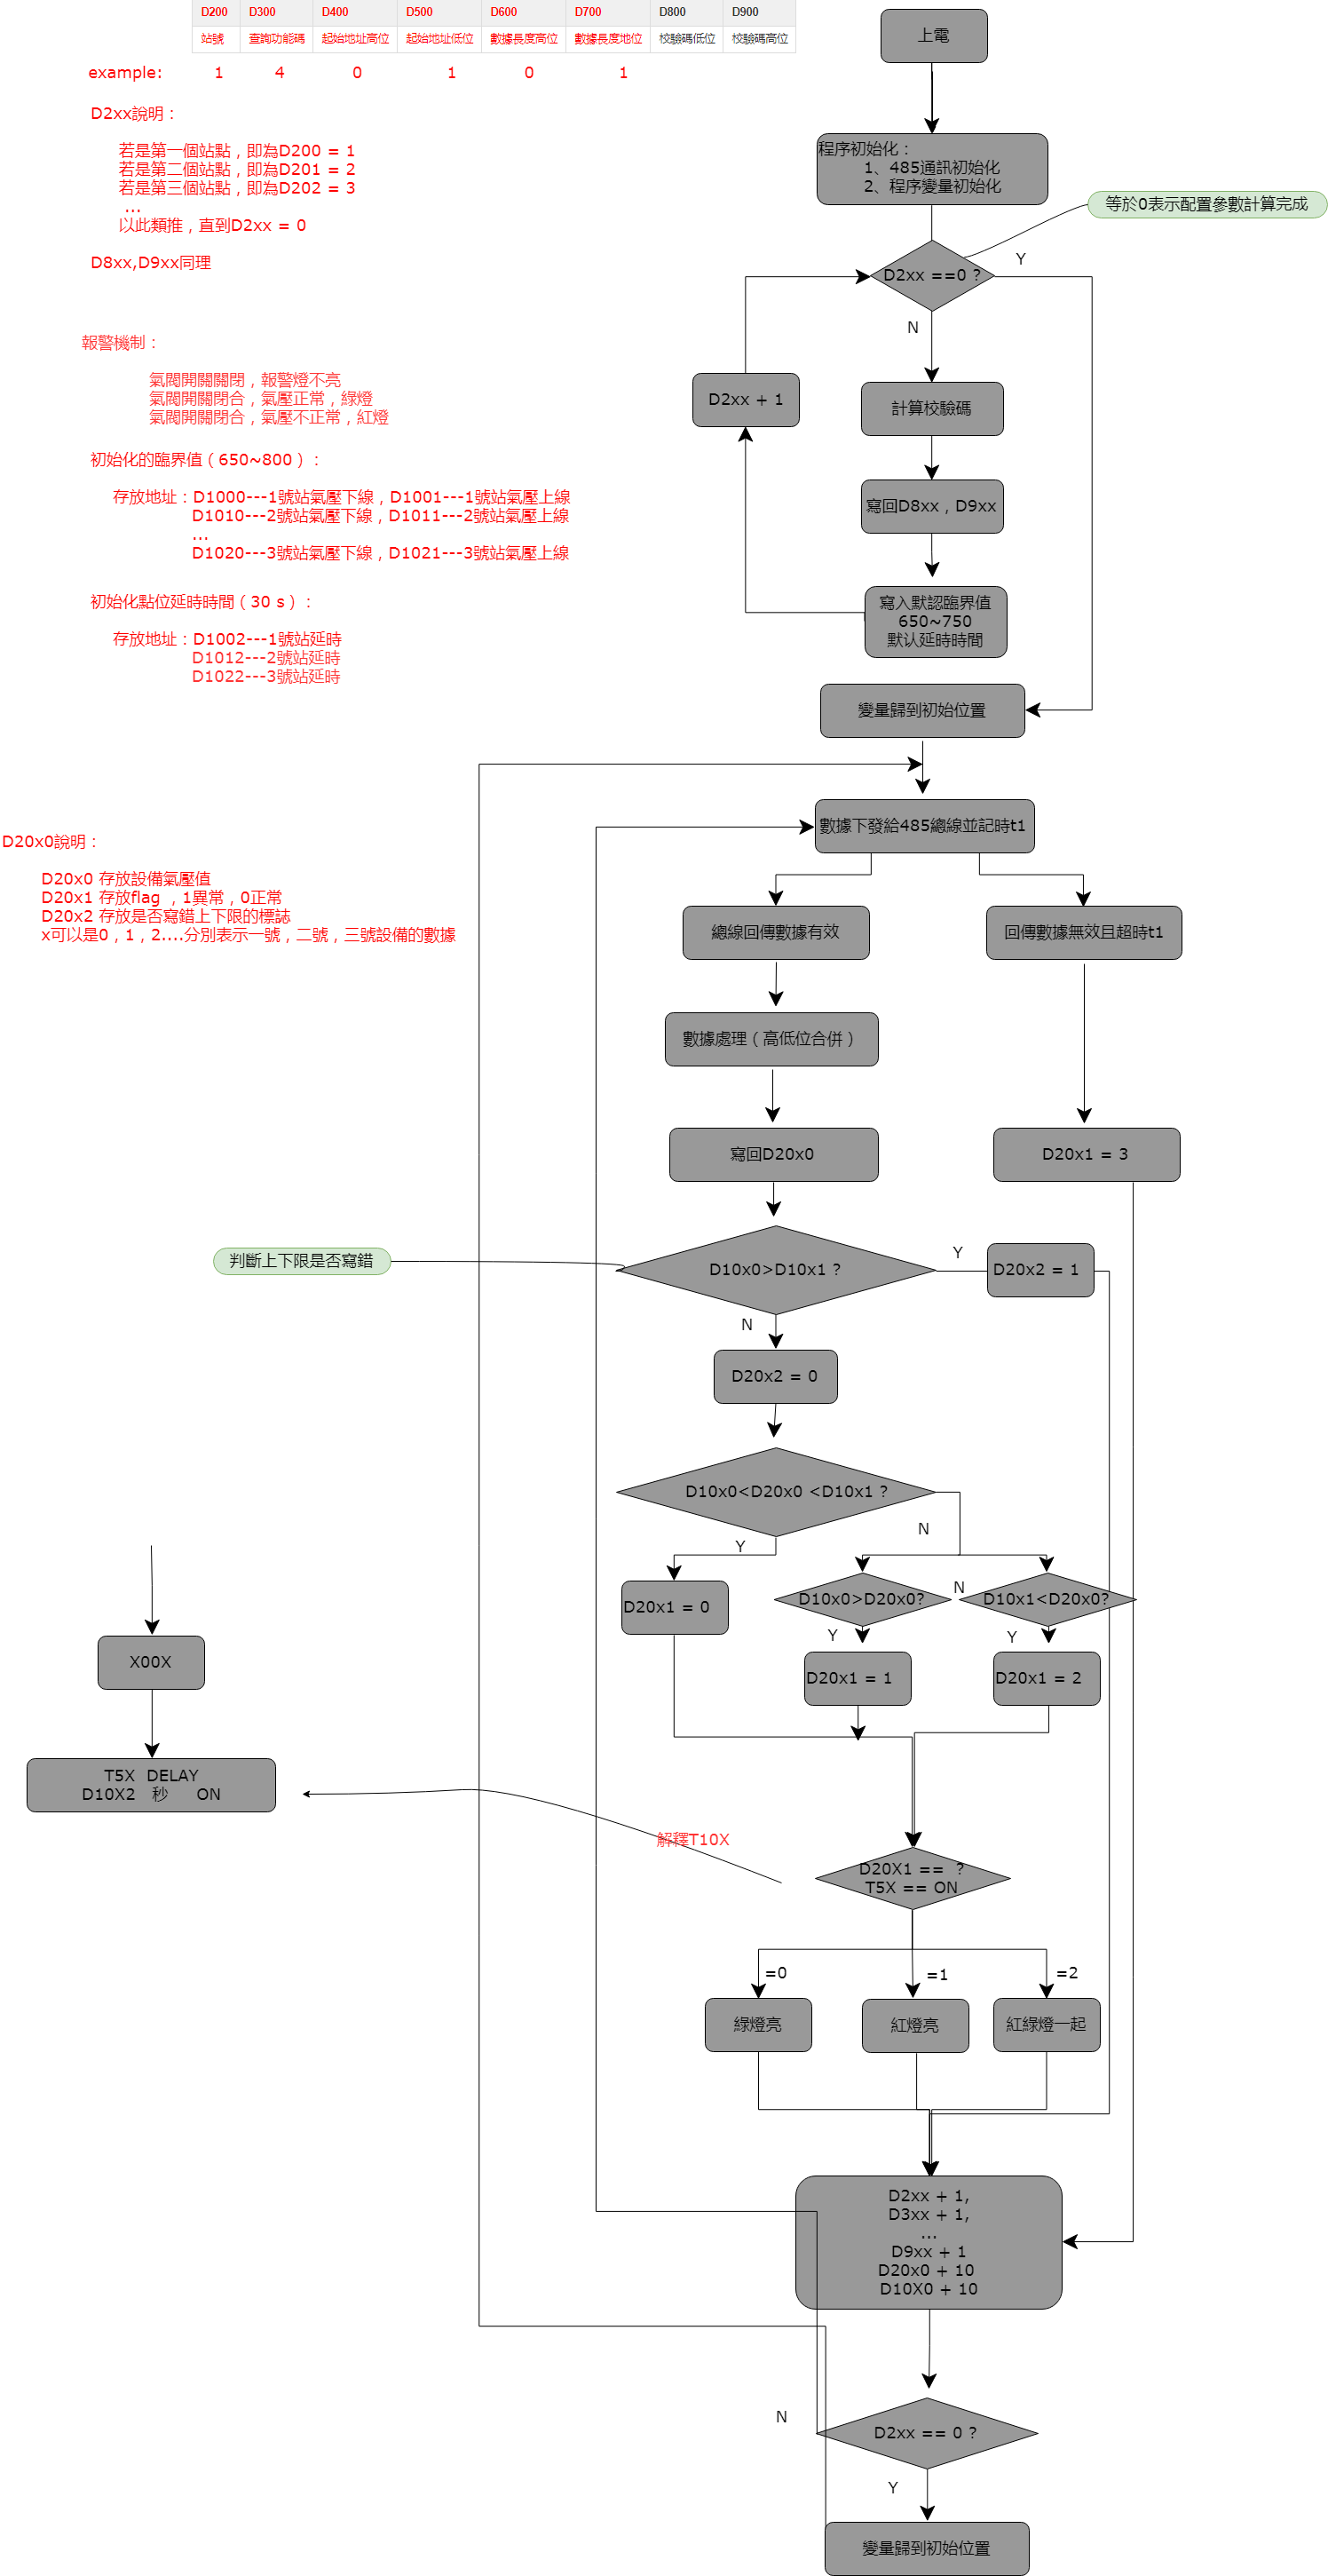 D200 D300 D400 D500 D600 D700 D800 D900
站號 查詢功能碼 起始地址高位 起始地址低位 數據長度高位 數據長度地位 校驗碼低位 校驗碼高位
example: 1 4 0 1 0 1
D2xx說明：
若是第一個站點，即為D200 = 1
若是第二個站點，即為D201 = 2
若是第三個站點，即為D202 = 3
...
以此類推，直到D2xx = 0
D8xx,D9xx同理
報警機制：
氣閥開關關閉，報警燈不亮
氣閥開關閉合，氣壓正常，綠燈
氣閥開關閉合，氣壓不正常，紅燈
初始化的臨界值（650~800）：
存放地址：D1000---1號站氣壓下線，D1001---1號站氣壓上線
D1010---2號站氣壓下線，D1011---2號站氣壓上線
...
D1020---3號站氣壓下線，D1021---3號站氣壓上線
初始化點位延時時間（30 s）：
存放地址：D1002---1號站延時
D1012---2號站延時
D1022---3號站延時
D20x0說明：
D20x0 存放設備氣壓值
D20x1 存放flag ，1異常，0正常
D20x2 存放是否寫錯上下限的標誌
x可以是0，1，2....分別表示一號，二號，三號設備的數據
上電
程序初始化：
1、485通訊初始化
2、程序變量初始化
等於0表示配置參數計算完成
D2xx ==0 ?
Y
N
D2xx + 1
計算校驗碼
寫回D8xx，D9xx
寫入默認臨界值
650~750
默认延時時間
變量歸到初始位置
數據下發給485總線並記時t1
總線回傳數據有效
回傳數據無效且超時t1
數據處理（高低位合併）
寫回D20x0
D20x1 = 3
判斷上下限是否寫錯
D10x0>D10x1 ?
Y
D20x2 = 1
N
D20x2 = 0
D10x0<D20x0 <D10x1 ?
N
Y
D20x1 = 0
D10x0>D20x0?
N
D10x1<D20x0?
Y
Y
D20x1 = 1
D20x1 = 2
X00X
T5X DELAY
D10X2 秒 ON
解釋T10X
D20X1 == ?
T5X == ON
=0
=1
=2
綠燈亮
紅燈亮
紅綠燈一起
D2xx + 1,
D3xx + 1,
...
D9xx + 1
D20x0 + 10
D10X0 + 10
N
D2xx == 0 ?
Y
變量歸到初始位置